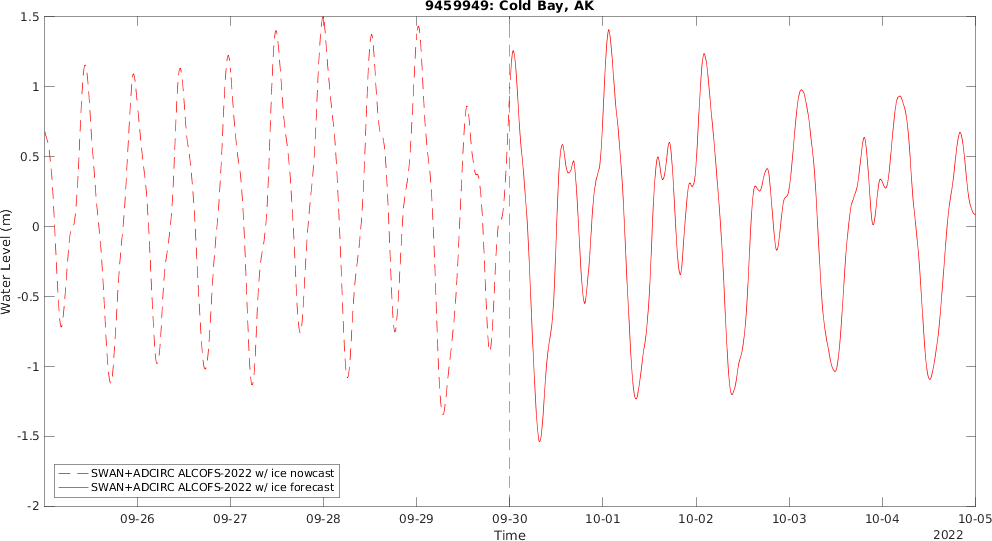 9459949: Cold Bay, AK
1.5
1
0.5
0
-0.5
-1
-1.5
-2
Water Level (m)
SWAN+ADCIRC ALCOFS-2022 w/ ice nowcast
SWAN+ADCIRC ALCOFS-2022 w/ ice forecast
09-26 09-27 09-28 09-29 09-30 10-01 10-02 10-03 10-04 10-05
Time
2022